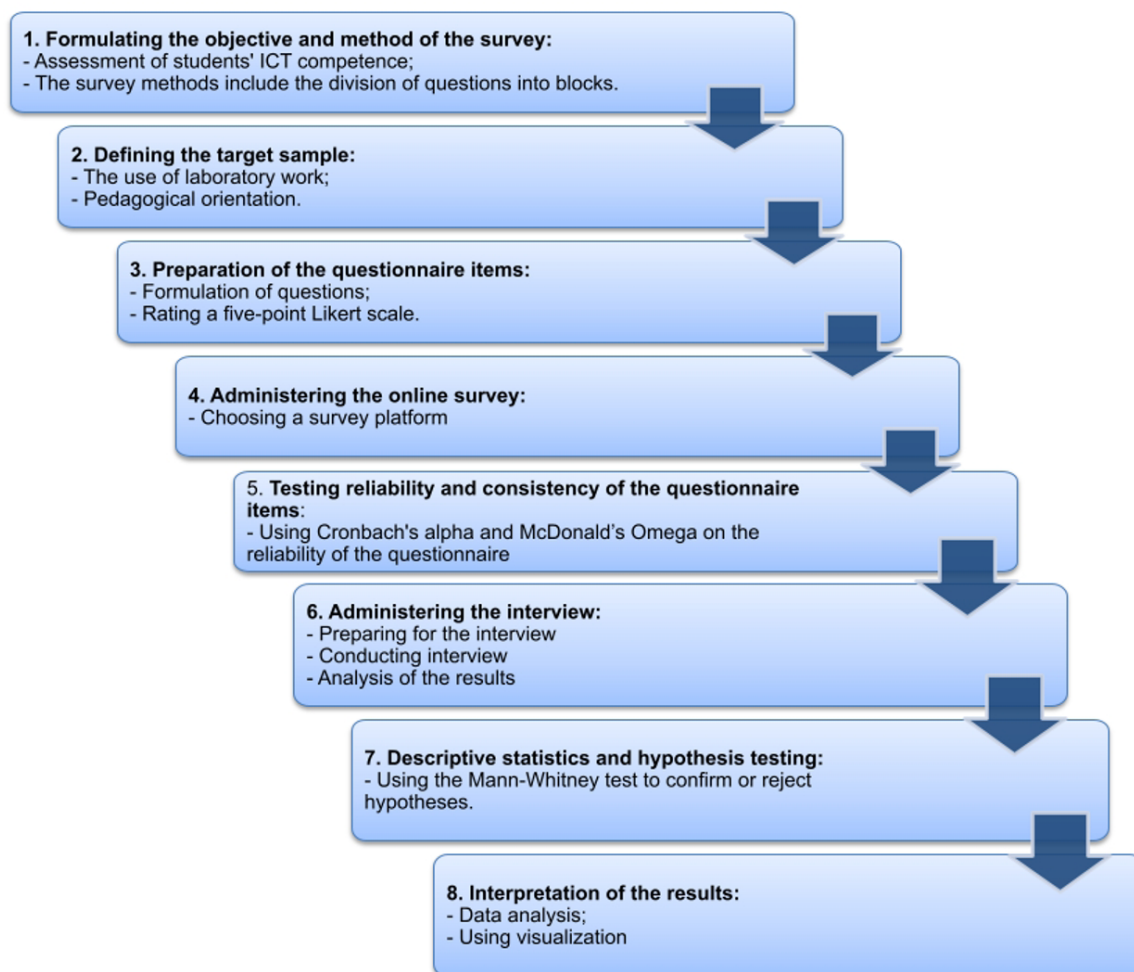 1. Formulating the objective and method of the survey:
- Assessment of students' ICT competence;
- The survey methods include the division of questions into blocks.
2. Defining the target sample:
- The use of laboratory work;
- Pedagogical orientation.
3. Preparation of the questionnaire items:
- Formulation of questions;
- Rating a five-point Likert scale.
4. Administering the online survey:
- Choosing a survey platform
5. Testing reliability and consistency of the questionnaire
items:
- Using Cronbach's alpha and McDonald’s Omega on the
reliability of the questionnaire
6. Administering the interview:
- Preparing for the interview
- Conducting interview
- Analysis of the results
7. Descriptive statistics and hypothesis testing:
- Using the Mann-Whitney test to confirm or reject
hypotheses.
8. Interpretation of the results:
- Data analysis;
- Using visualization